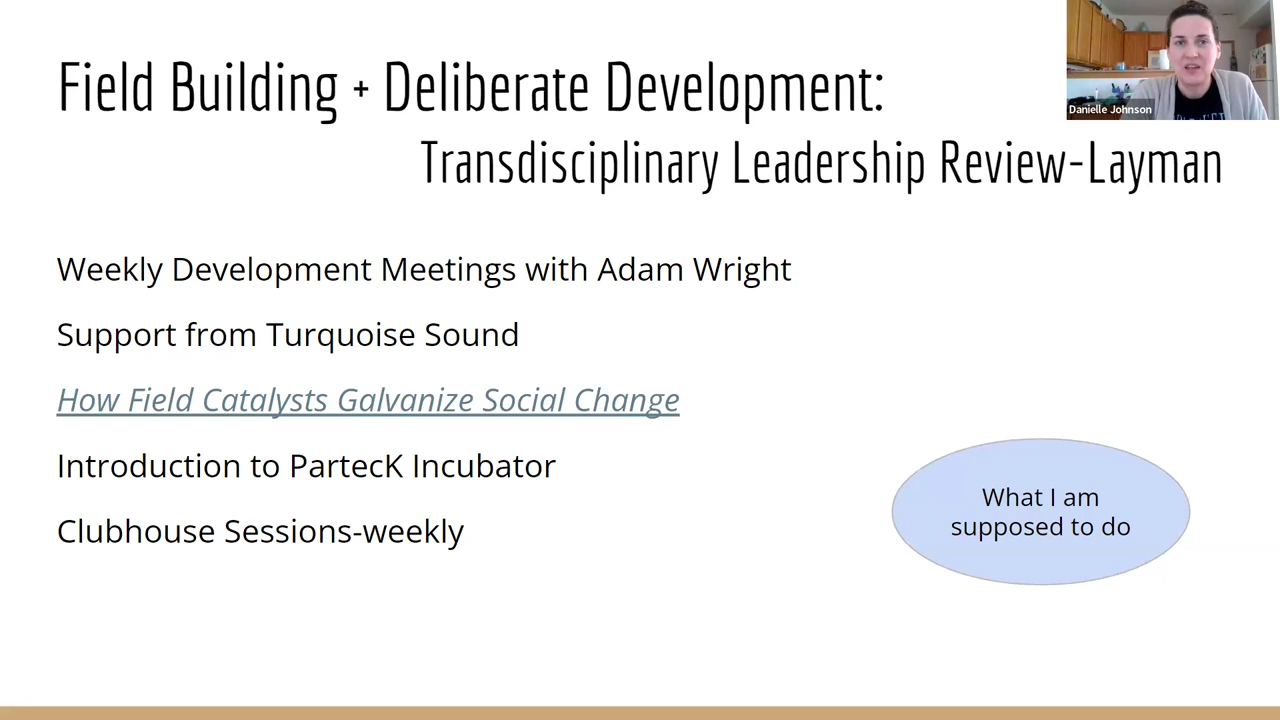 Field Building + Deliberate Development:
Transdisciplinary Leadership Review-Layman
Danielle Johnson
Weekly Development Meetings with Adam Wright
Support from Turquoise Sound
How Field Catalysts Galvanize Social Change
Introduction to PartecK Incubator
Clubhouse Sessions-weekly
What I am
supposed to do